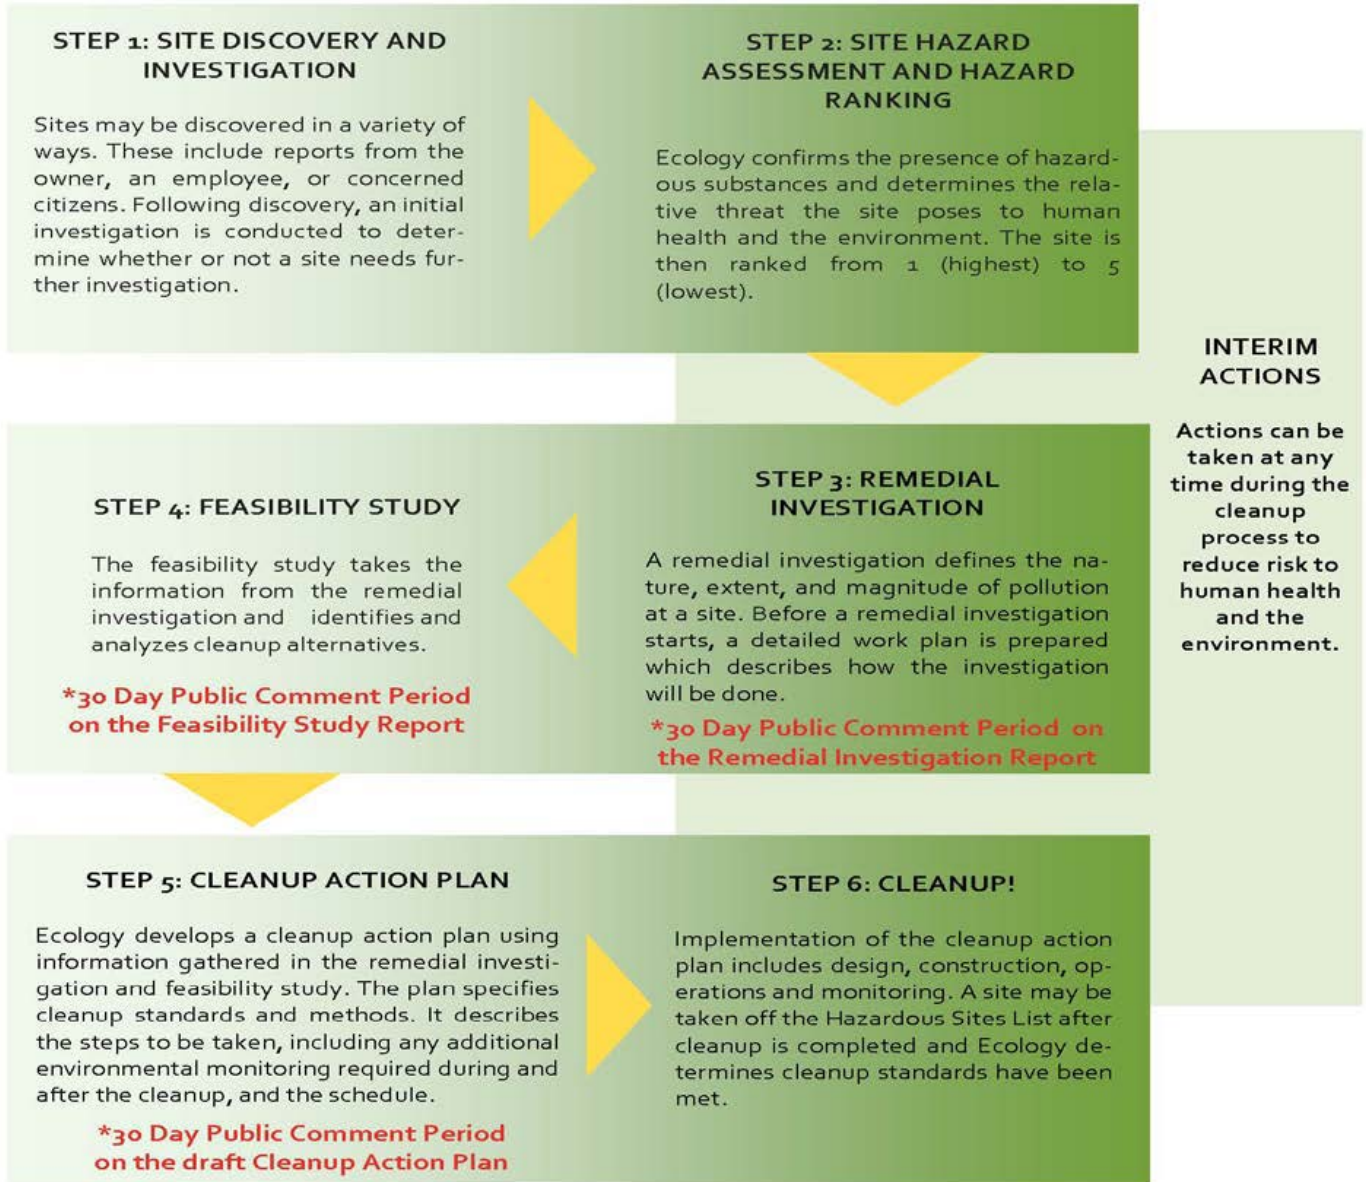 STEP 1: SITE DISCOVERY AND
INVESTIGATION
Sites may be discovered in a variety of
ways. These include reports from the
owner, an employee, or concerned
citizens. Following discovery, an initial
investigation is conducted to deter-
mine whether or not a site needs fur-
ther investigation.
STEP 2: SITE HAZARD
ASSESSMENT AND HAZARD
RANKING
Ecology confirms the presence of hazard-
ous substances and determines the rela-
tive threat the site poses to human
health and the environment. The site is
then ranked from 1 (highest) to 5
(lowest).
INTERIM
ACTIONS
Actions can be
taken at any
time during the
cleanup
process to
reduce risk to
human health
and the
environment.
STEP 3: REMEDIAL
INVESTIGATION
A remedial investigation defines the na-
ture, extent, and magnitude of pollution
at a site. Before a remedial investigation
starts, a detailed work plan is prepared
which describes how the investigation
will be done.
*30 Day Public Comment Period on
the Remedial Investigation Report
STEP 4: FEASIBILITY STUDY
The feasibility study takes the
information from the remedial
investigation and identifies and
analyzes cleanup alternatives.
*30 Day Public Comment Period
on the Feasibility Study Report
STEP 5: CLEANUP ACTION PLAN
Ecology develops a cleanup action plan using
information gathered in the remedial investi-
gation and feasibility study. The plan specifies
cleanup standards and methods. It describes
the steps to be taken, including any additional
environmental monitoring required during and
after the cleanup, and the schedule.
*30 Day Public Comment Period
on the draft Cleanup Action Plan
STEP 6: CLEANUP!
Implementation of the cleanup action
plan includes design, construction, op-
erations and monitoring. A site may be
taken off the Hazardous Sites List after
cleanup is completed and Ecology de-
termines cleanup standards have been
met.